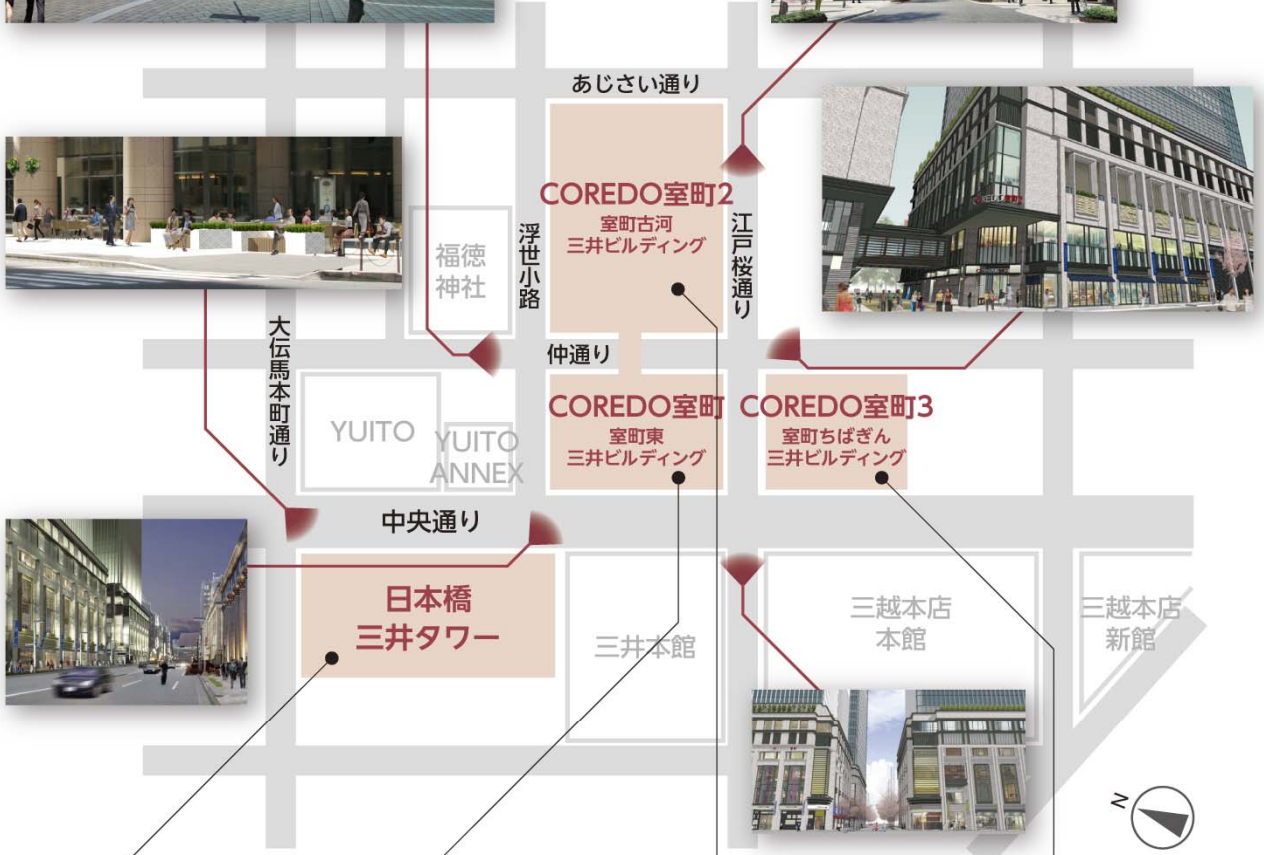 あじさい通り
COREDO室町2
室町古河
三井ビルディング
福徳
神社
浮世小路
江戸桜通り
大伝馬本町通り
仲通り
YUITO
YUITO
ANNEX
COREDO室町
室町東
三井ビルディング
COREDO室町3
室町ちばぎん
三井ビルディング
中央通り
日本橋
三井タワー
三井本館
三越本店
本館
三越本店
新館
N